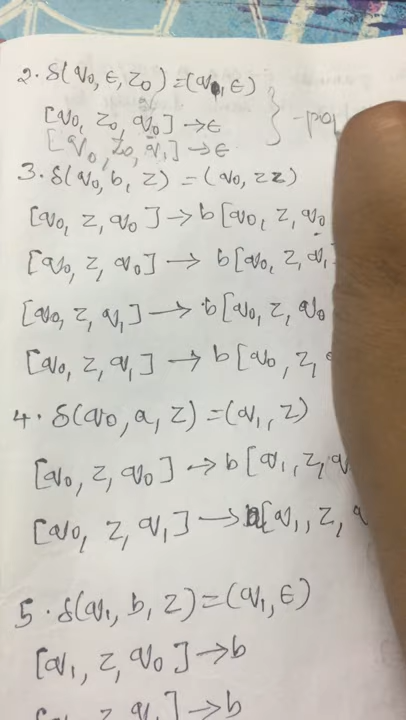 2. δ(q0, ϵ, z0) = (q0, ϵ)
[q0, z0, q0] → ϵ
[q0, z0, q1] → ϵ } -pop
3. δ(q0, b, z) = (q0, zz)
[q0, z, q0] → b[q0, z, q0
[q0, z, q0] → b[q0, z, q1
[q0, z, q1] → b[q0, z, q0
[q0, z, q1] → b[q0, z,
4. δ(q0, a, z) = (q1, z)
[q0, z, q0] → b[q1, z, q
[q0, z, q1] → a[q1, z, q
5. δ(q1, b, z) = (q1, ϵ)
[q1, z, q0] → b
[q1, z, q1] → b